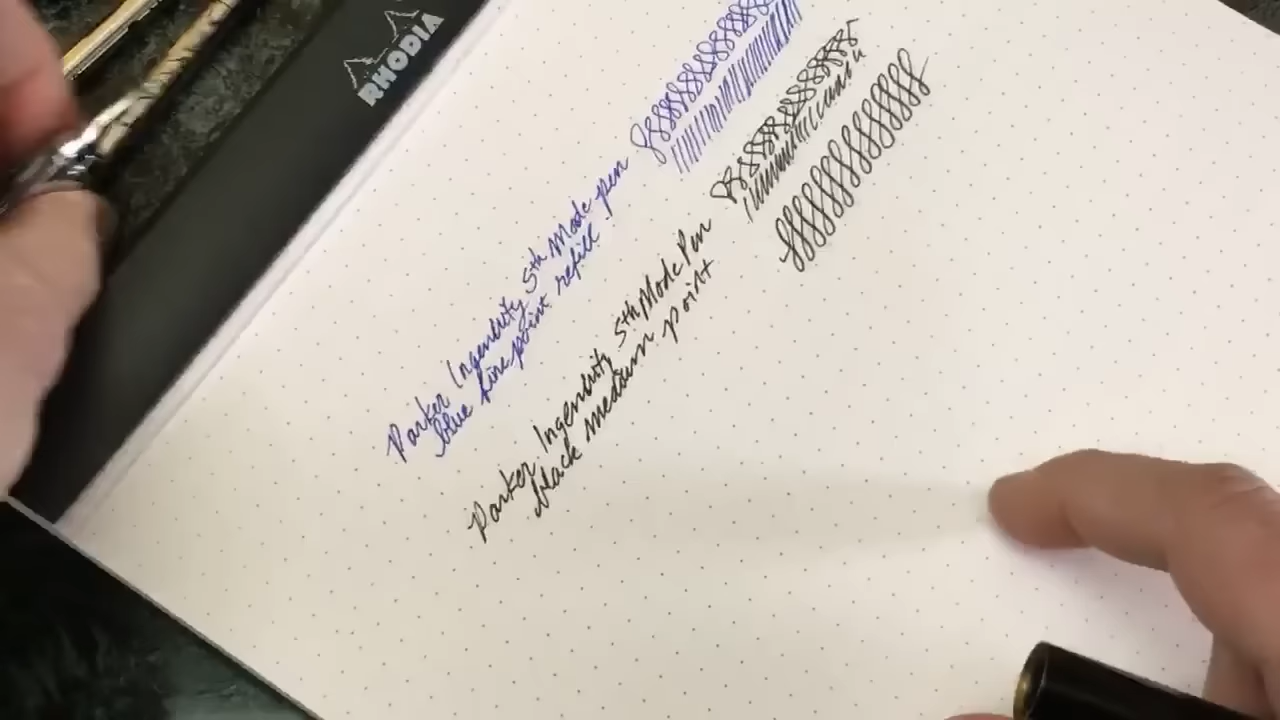 RHODIA
Parker Ingenuity 5th Mode pen
blue fine point refill.
Parker Ingenuity 5th Mode Pen
black medium point